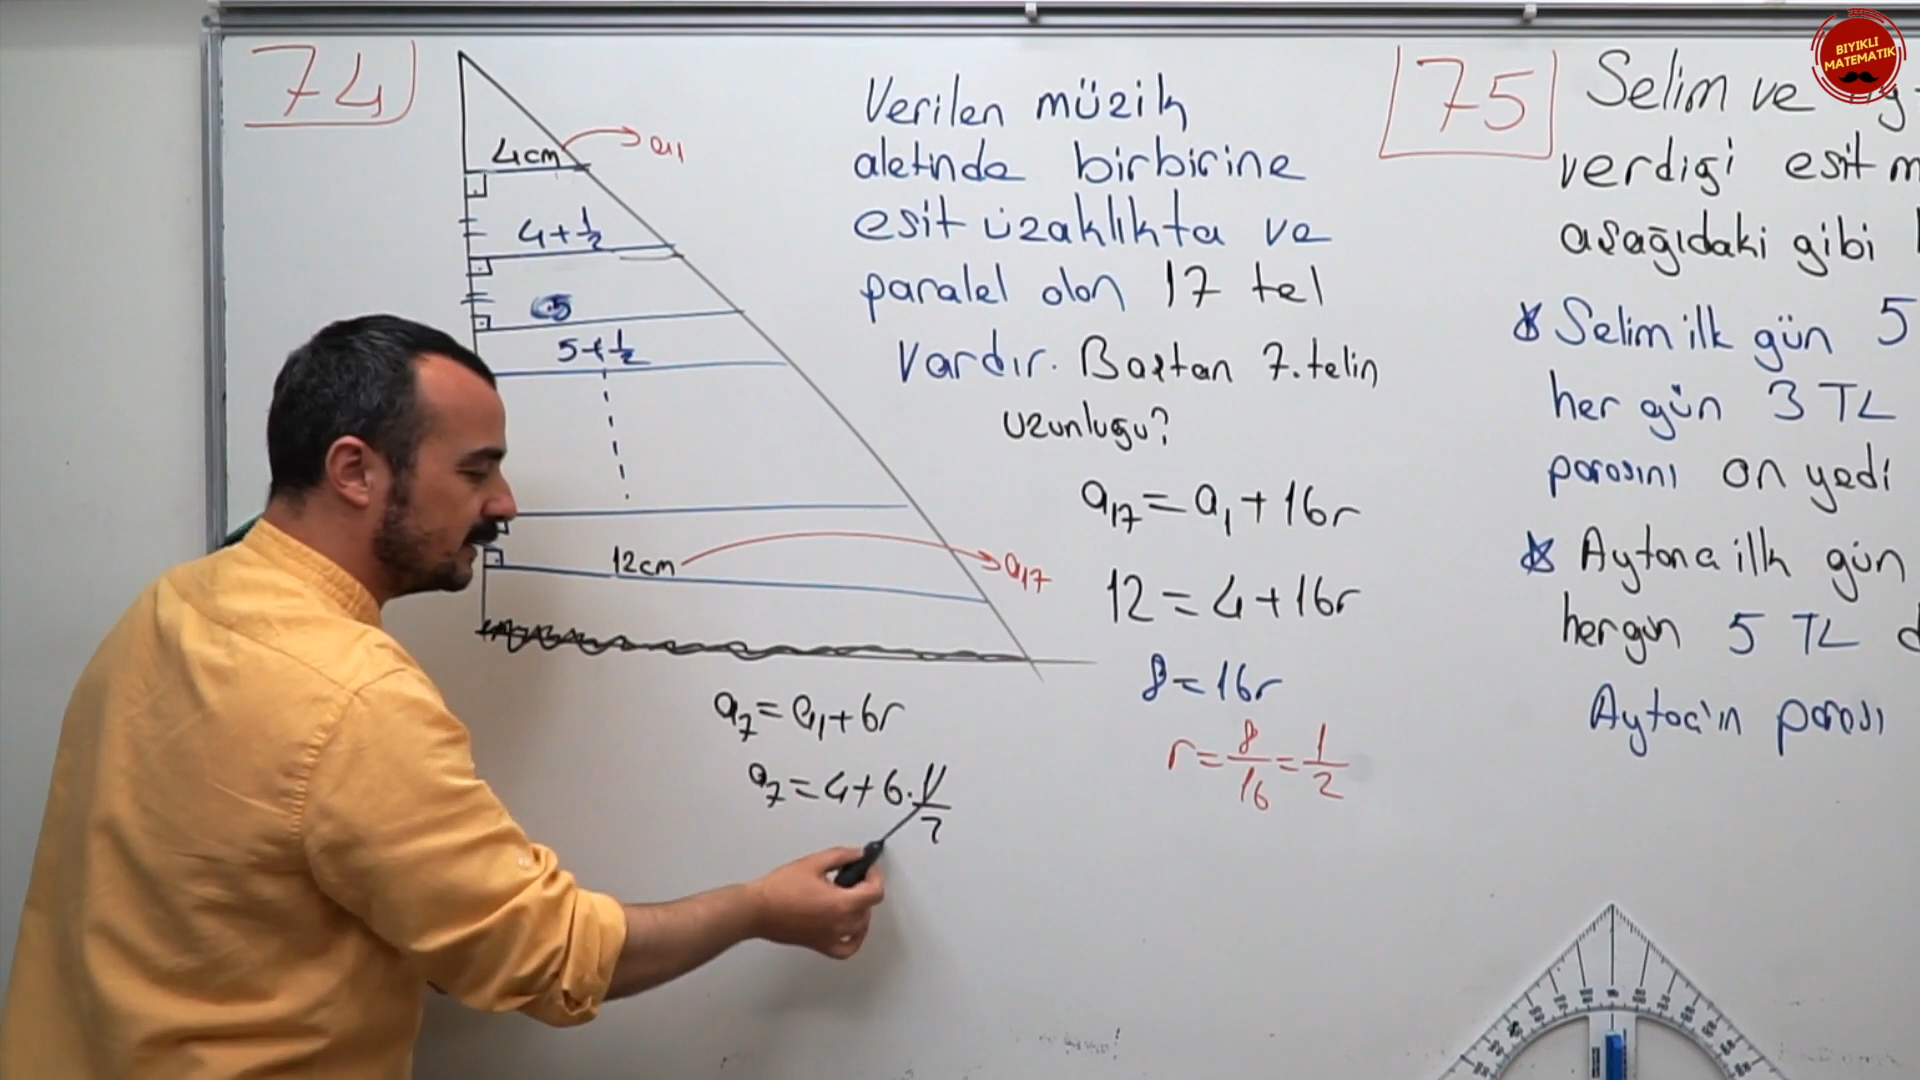 74
4cm
a₁
4+1/2
5
5+1/2
12cm
a₁₇
Verilen müzik
aletinde birbirine
eşit üzaklıkta ve
paralel olan 17 tel
Vardır. Baştan 7. telin
uzunluğu?
a₁₇ = a₁ + 16r
12 = 4 + 16r
8 = 16r
r = 8/16 = 1/2
a₇ = a₁ + 6r
a₇ = 4 + 6 · 1/2
75
Selim ve
verdiği eşit m
aşağıdaki gibi
Selim ilk gün 5
her gün 3 TL
parasını on yedi
Aytaca ilk gün
hergün 5 TL d
Aytaç'ın parası
BIYIKLI
MATEMATİK